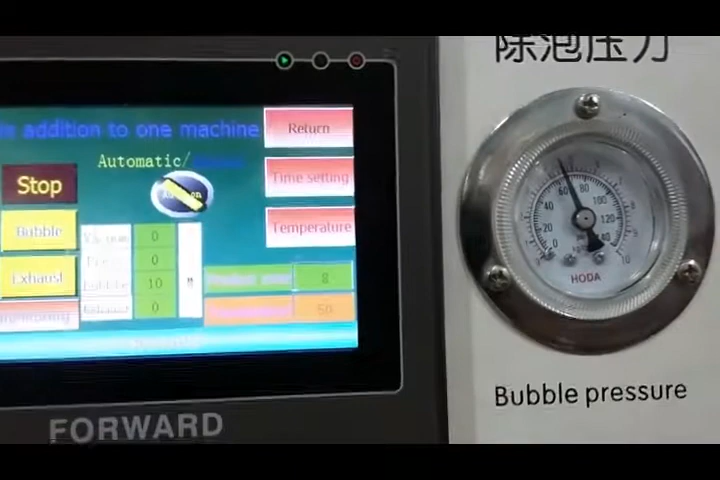 is addition to one machine
Return
Automatic/
Time setting
Stop
Bubble
Exhaust
Temperature
0
0
10
0
8
50
FORWARD
除泡压力
0
20
40
60
80
100
120
140
HODA
Bubble pressure